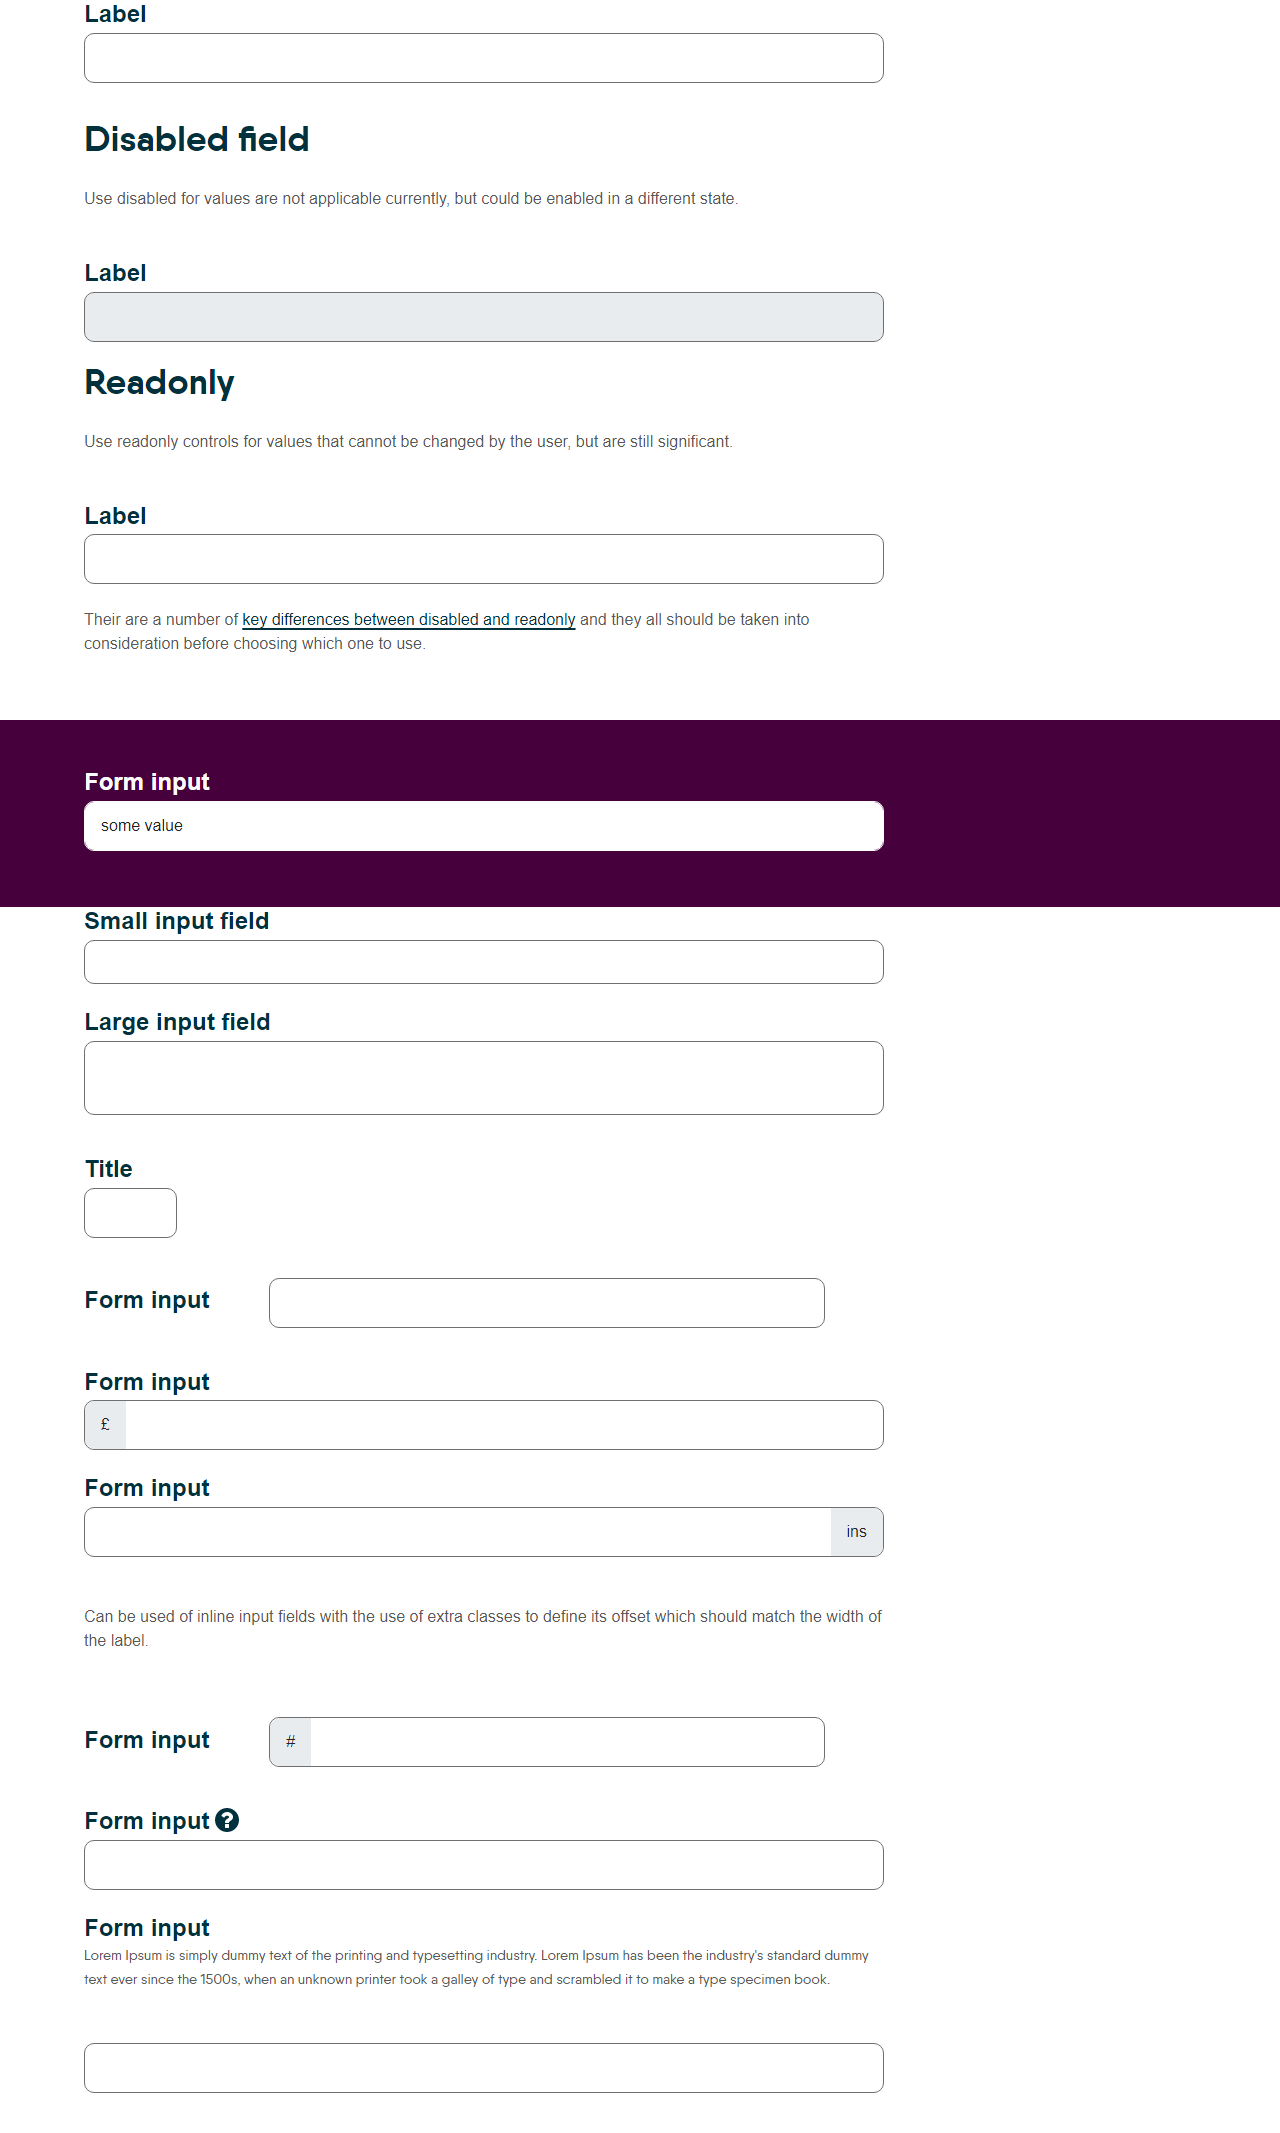 Label
Disabled field
Use disabled for values are not applicable currently, but could be enabled in a different state.
Label
Readonly
Use readonly controls for values that cannot be changed by the user, but are still significant.
Label
Their are a number of key differences between disabled and readonly and they all should be taken into
consideration before choosing which one to use.
Form input
some value
Small input field
Large input field
Title
Form input
Form input
£
Form input
ins
Can be used of inline input fields with the use of extra classes to define its offset which should match the width of
the label.
Form input #
Form input ?
Form input
Lorem Ipsum is simply dummy text of the printing and typesetting industry. Lorem Ipsum has been the industry's standard dummy
text ever since the 1500s, when an unknown printer took a galley of type and scrambled it to make a type specimen book.